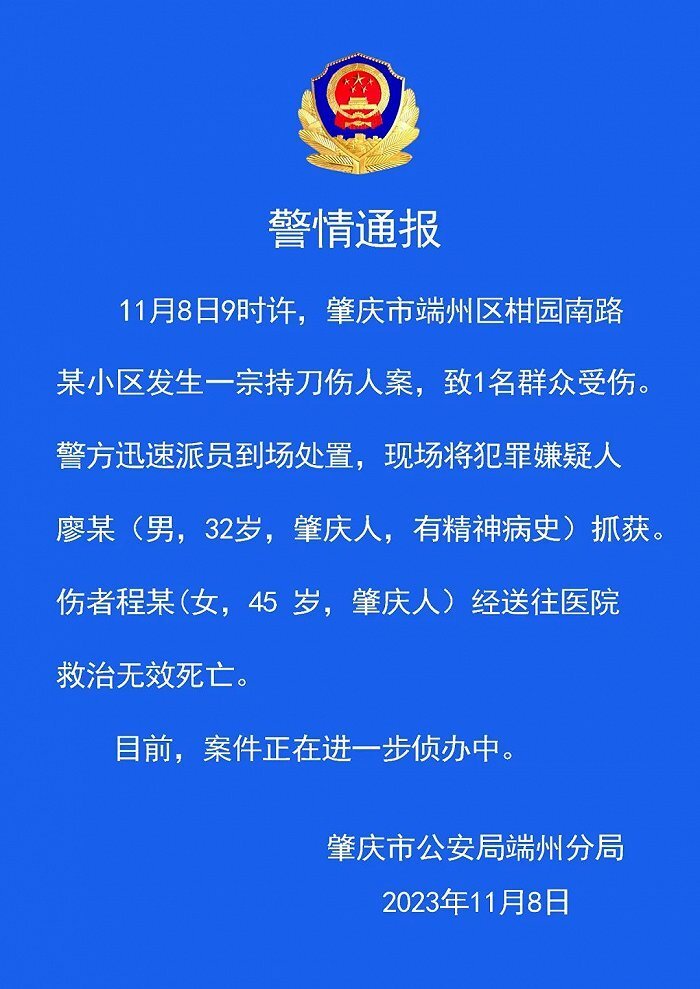 警情通报
11月8日9时许，肇庆市端州区柑园南路
某小区发生一宗持刀伤人案，致1名群众受伤。
警方迅速派员到场处置，现场将犯罪嫌疑人
廖某（男，32岁，肇庆人，有精神病史）抓获。
伤者程某(女，45 岁，肇庆人）经送往医院
救治无效死亡。
目前，案件正在进一步侦办中。
肇庆市公安局端州分局
2023年11月8日